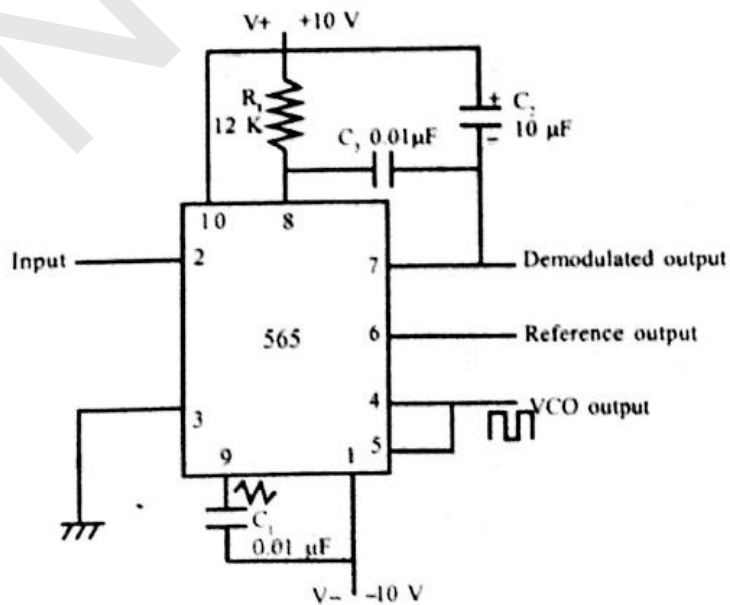 V+ +10 V
R₁
12 K
C₃ 0.01µF
+
C₂
10 µF
–
10
8
Input
2
7
Demodulated output
565
6
Reference output
3
4
VCO output
5
9
1
C₁
0.01 µF
V– –10 V